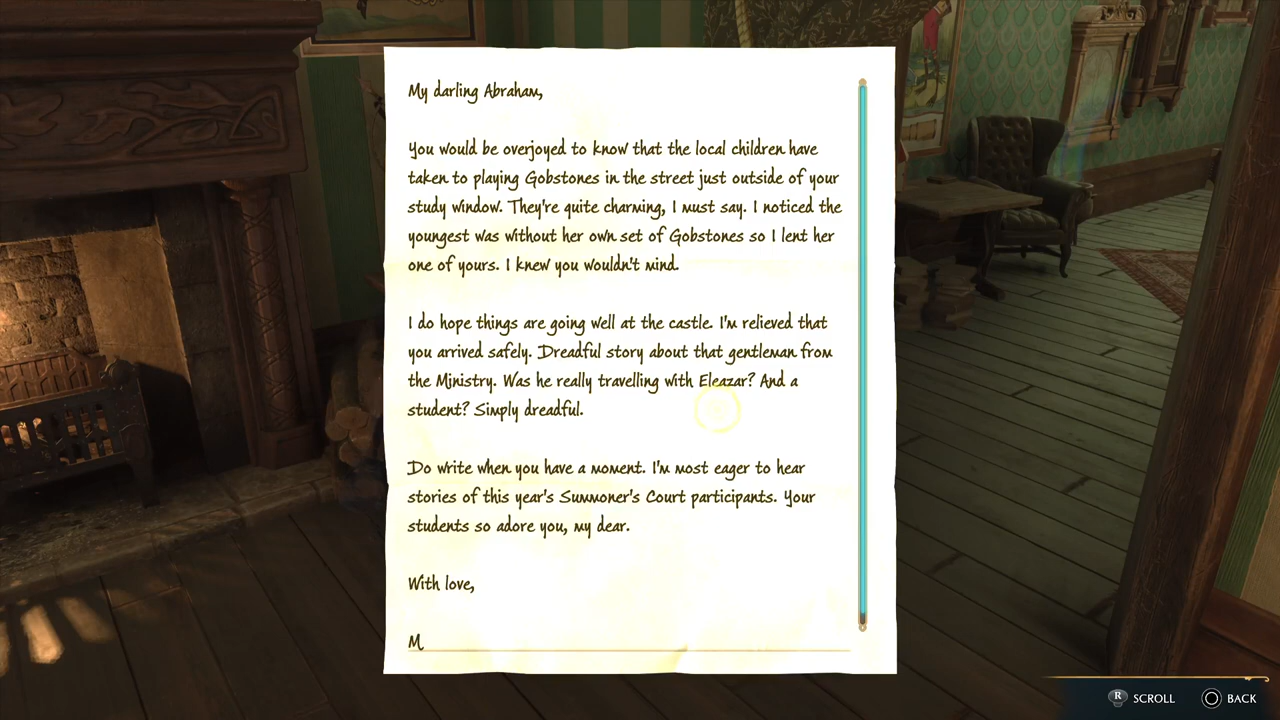 My darling Abraham,
You would be overjoyed to know that the local children have
taken to playing Gobstones in the street just outside of your
study window. They're quite charming, I must say. I noticed the
youngest was without her own set of Gobstones so I lent her
one of yours. I knew you wouldn't mind.
I do hope things are going well at the castle. I'm relieved that
you arrived safely. Dreadful story about that gentleman from
the Ministry. Was he really travelling with Eleazar? And a
student? Simply dreadful.
Do write when you have a moment. I'm most eager to hear
stories of this year's Summoner's Court participants. Your
students so adore you, my dear.
With love,
M
R SCROLL BACK